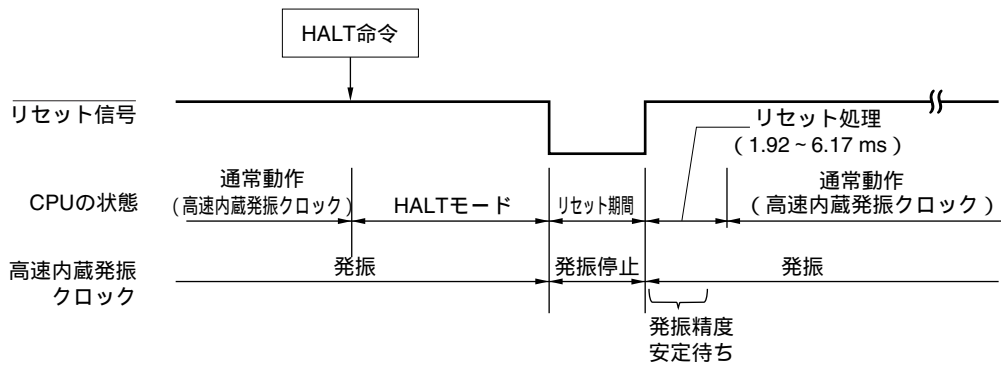 HALT命令
リセット信号
リセット処理
（1.92～6.17 ms）
CPUの状態
通常動作
（高速内蔵発振クロック）
HALTモード
リセット期間
通常動作
（高速内蔵発振クロック）
高速内蔵発振
クロック
発振
発振停止
発振
発振精度
安定待ち